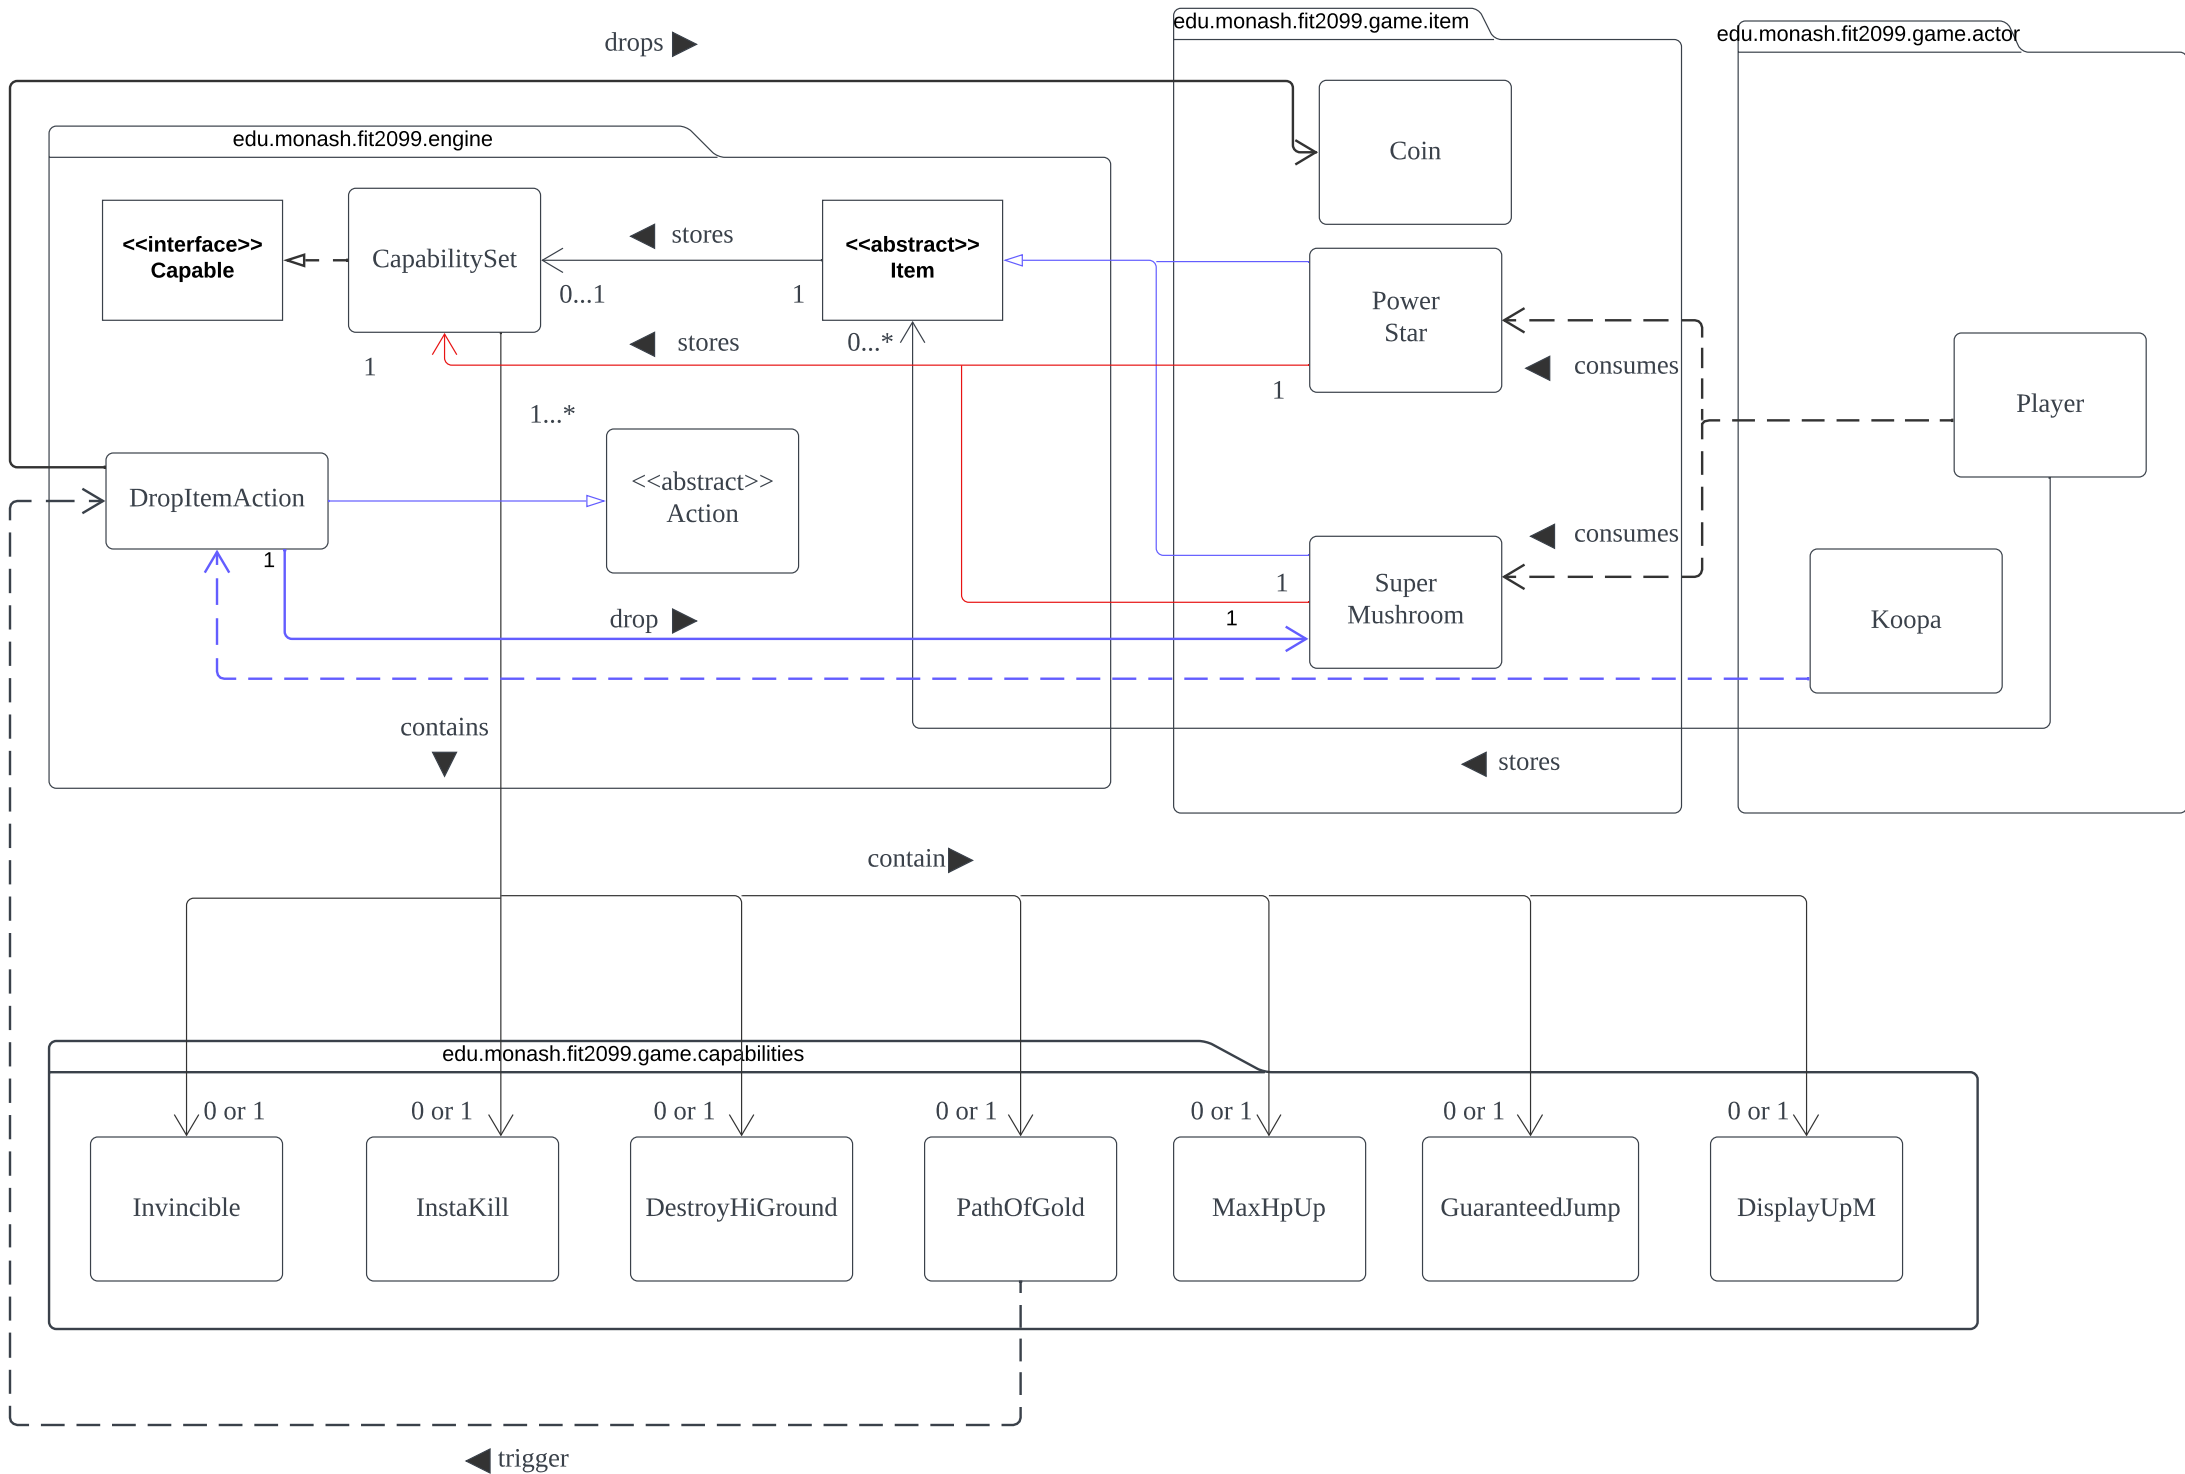 edu.monash.fit2099.game.item
edu.monash.fit2099.game.actor
drops
edu.monash.fit2099.engine
Coin
<<interface>>
Capable
CapabilitySet
stores
<<abstract>>
Item
0...1
1
Power
Star
stores
0...*
1
1
consumes
Player
1...*
<<abstract>>
Action
DropItemAction
1
consumes
1
Super
Mushroom
drop
1
Koopa
contains
stores
contain
edu.monash.fit2099.game.capabilities
0 or 1
0 or 1
0 or 1
0 or 1
0 or 1
0 or 1
0 or 1
Invincible
InstaKill
DestroyHiGround
PathOfGold
MaxHpUp
GuaranteedJump
DisplayUpM
trigger